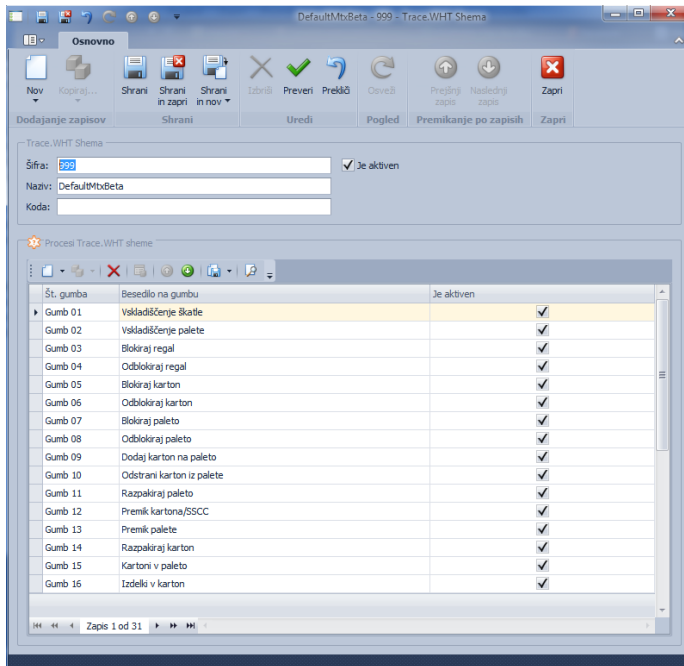 DefaultMtxBeta - 999 - Trace.WHT Shema
Osnovno
Nov Kopiraj... Shrani Shrani in zapri Shrani in nov Izbriši Preveri Prekliči Osveži Prejšnji zapis Naslednji zapis Zapri
Dodajanje zapisov Shrani Uredi Pogled Premikanje po zapisih Zapri
Trace.WHT Shema
Šifra: 999 Je aktiven
Naziv: DefaultMtxBeta
Koda:
Procesi Trace.WHT sheme
Št. gumba Besedilo na gumbu Je aktiven
Gumb 01 Vskladiščenje škatle
Gumb 02 Vskladiščenje palete
Gumb 03 Blokiraj regal
Gumb 04 Odblokiraj regal
Gumb 05 Blokiraj karton
Gumb 06 Odblokiraj karton
Gumb 07 Blokiraj paleto
Gumb 08 Odblokiraj paleto
Gumb 09 Dodaj karton na paleto
Gumb 10 Odstrani karton iz palete
Gumb 11 Razpakiraj paleto
Gumb 12 Premik kartona/SSCC
Gumb 13 Premik palete
Gumb 14 Razpakiraj karton
Gumb 15 Kartoni v paleto
Gumb 16 Izdelki v karton
Zapis 1 od 31